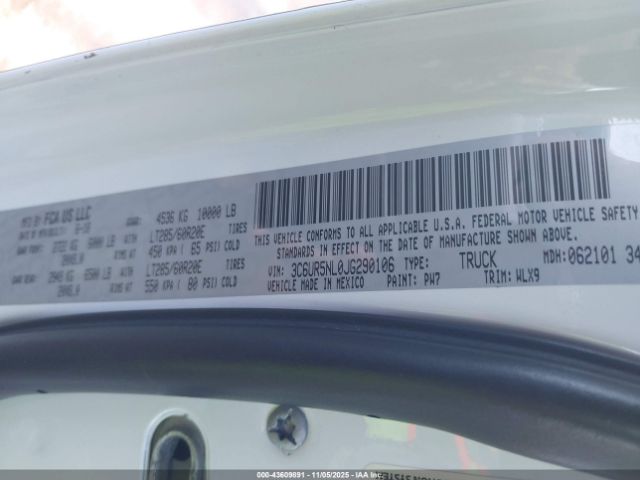 MFD BY: FCA US LLC
4536 KG 10000 LB
LT285/60R20E TIRES
450 KPA ( 65 PSI) COLD
LT285/60R20E TIRES
550 KPA ( 80 PSI) COLD
THIS VEHICLE CONFORMS TO ALL APPLICABLE U.S.A. FEDERAL MOTOR VEHICLE SAFETY
STANDARDS IN EFFECT ON THE DATE OF MANUFACTURE SHOWN ABOVE.
VIN: 3C6UR5NL0JG290106 TYPE: TRUCK MDH: 062101 34
VEHICLE MADE IN MEXICO PAINT: PW7 TRIM: WLX9
000-43609891 - 11/05/2025 - AACarsDNA.com